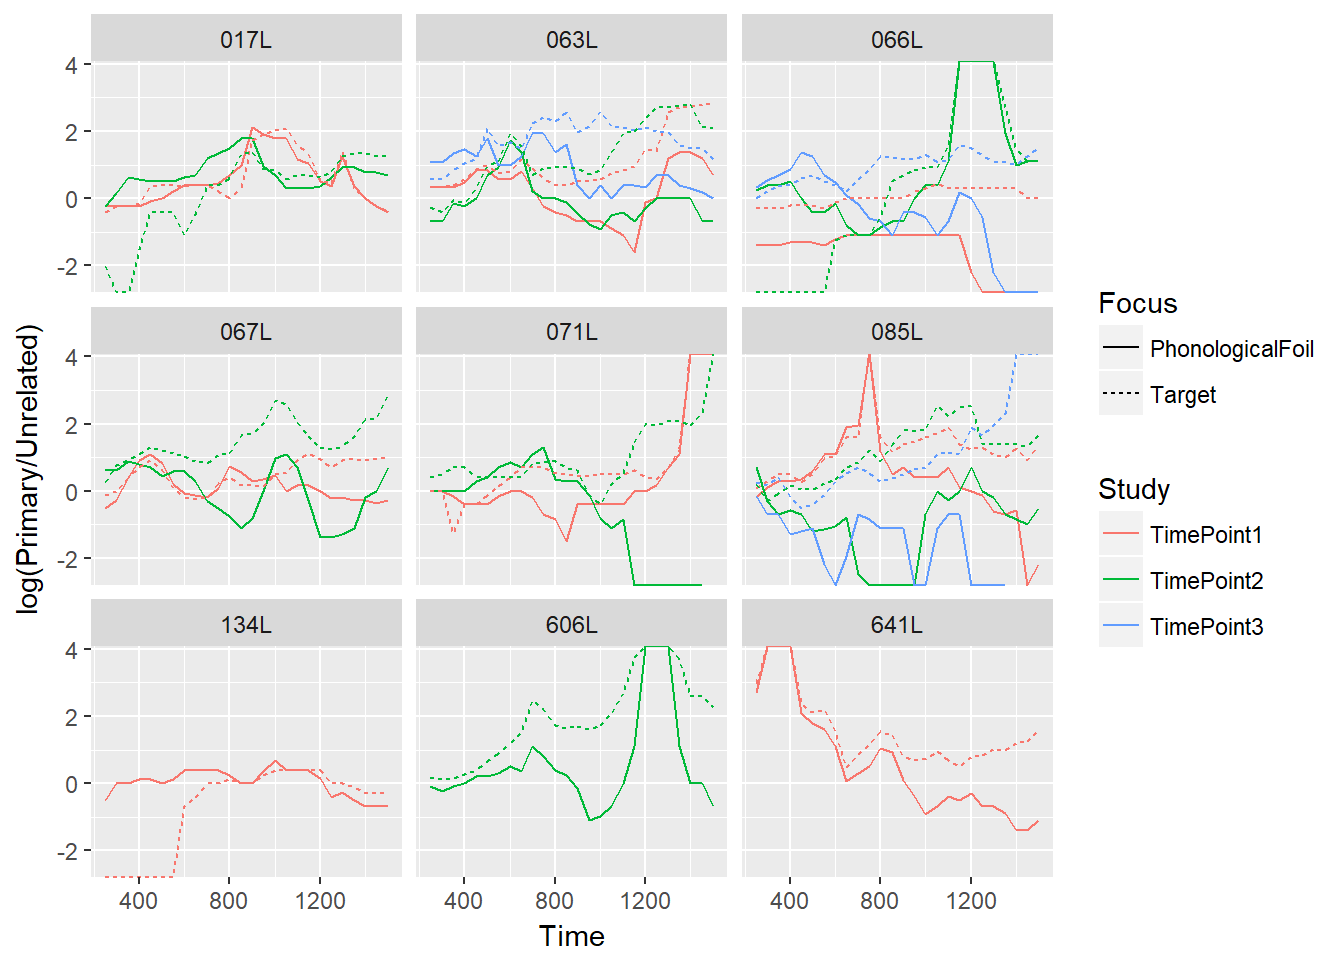 017L 063L 066L
4
2
0
-2
067L 071L 085L
4
2
0
-2
134L 606L 641L
4
2
0
-2
400 800 1200 400 800 1200 400 800 1200
Time
log(Primary/Unrelated)
Focus
PhonologicalFoil
Target
Study
TimePoint1
TimePoint2
TimePoint3